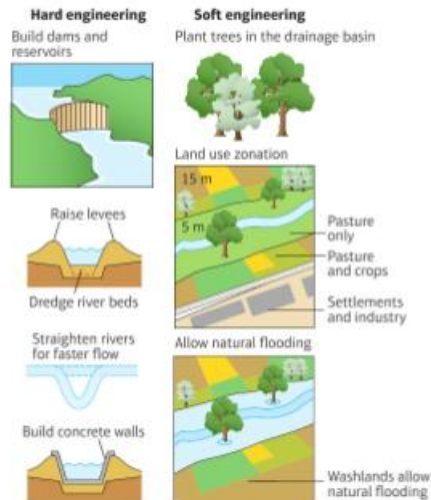 Hard engineering
Build dams and
reservoirs
Raise levees
Dredge river beds
Straighten rivers
for faster flow
Build concrete walls
Soft engineering
Plant trees in the drainage basin
Land use zonation
15 m
5 m
Pasture
only
Pasture
and crops
Settlements
and industry
Allow natural flooding
Washlands allow
natural flooding